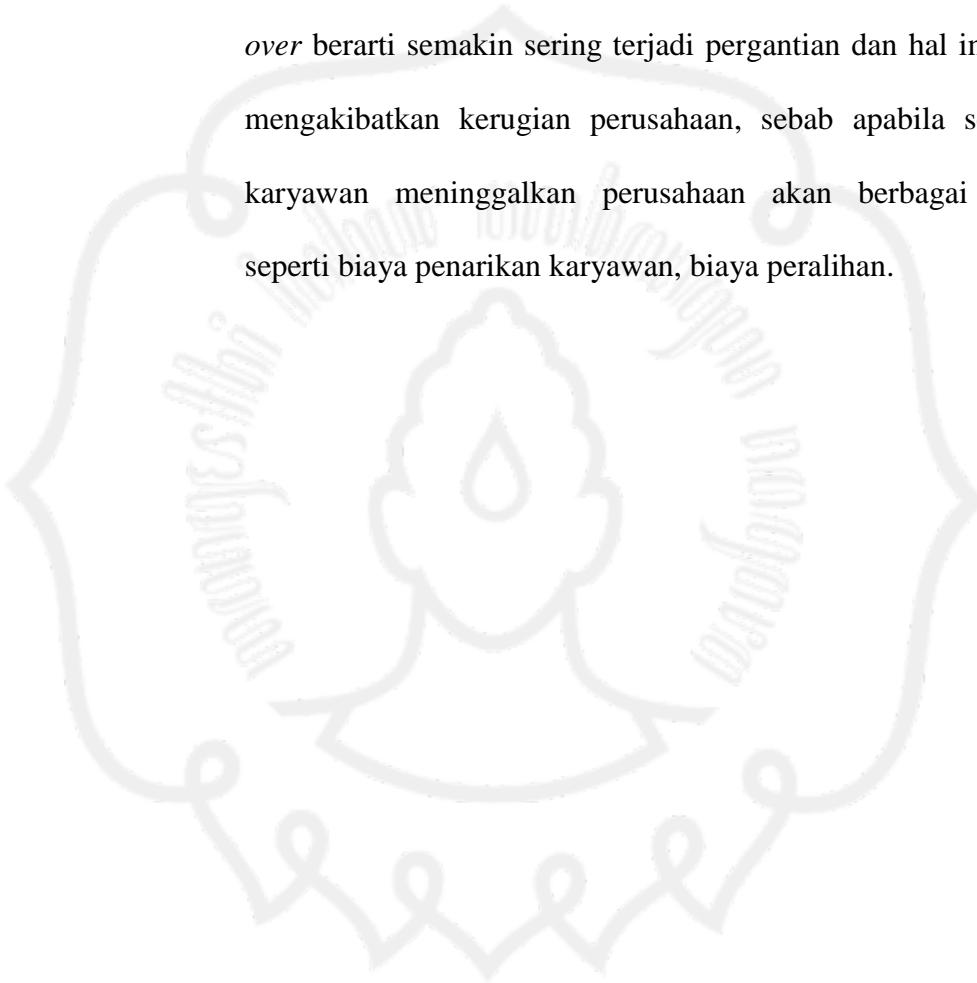 over berarti semakin sering terjadi pergantian dan hal
mengakibatkan kerugian perusahaan, sebab apabila
karyawan meninggalkan perusahaan akan berbagai
seperti biaya penarikan karyawan, biaya peralihan.